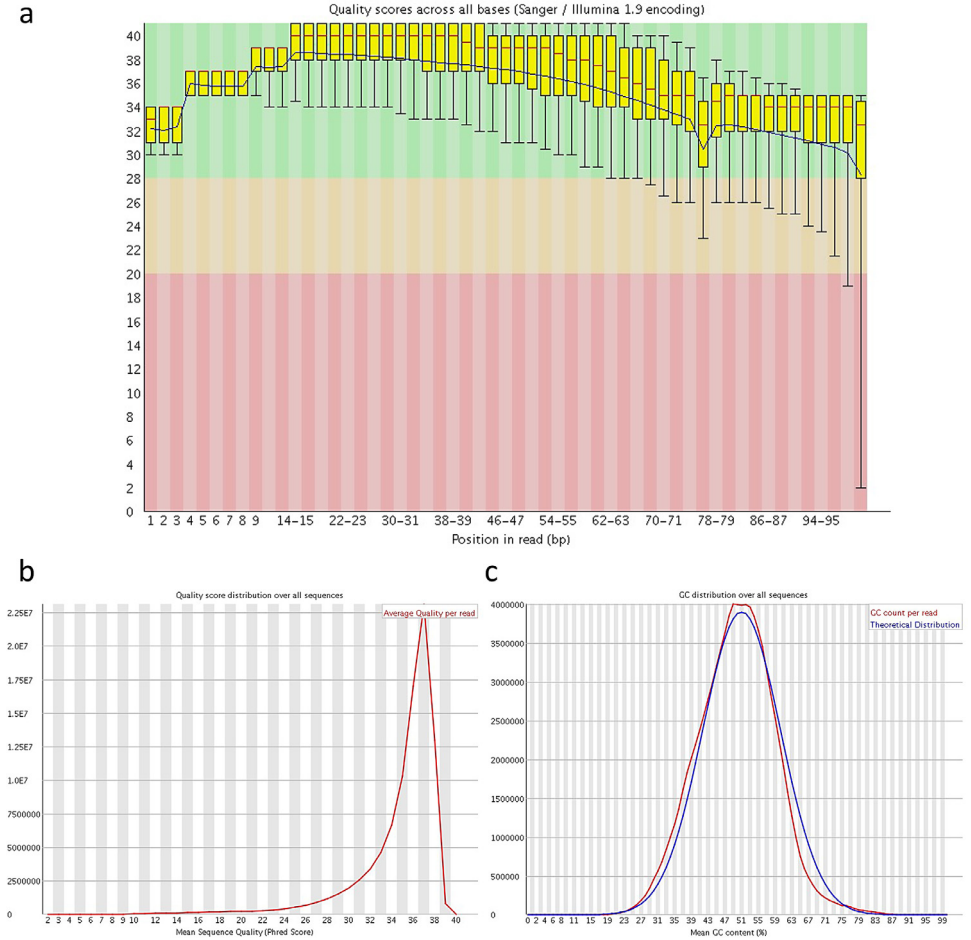 a
Quality scores across all bases (Sanger / Illumina 1.9 encoding)
40
38
36
34
32
30
28
26
24
22
20
18
16
14
12
10
8
6
4
2
0
1 2 3 4 5 6 7 8 9 14-15 22-23 30-31 38-39 46-47 54-55 62-63 70-71 78-79 86-87 94-95
Position in read (bp)
b
Quality score distribution over all sequences
Average Quality per read
2.25E7
2.0E7
1.75E7
1.5E7
1.25E7
1.0E7
7500000
5000000
2500000
0
2 3 4 5 6 7 8 9 10 12 14 16 18 20 22 24 26 28 30 32 34 36 38 40
Mean Sequence Quality (Phred Score)
c
GC distribution over all sequences
GC count per read
Theoretical Distribution
4000000
3500000
3000000
2500000
2000000
1500000
1000000
500000
0
0 2 4 6 8 11 15 19 23 27 31 35 39 43 47 51 55 59 63 67 71 75 79 83 87 91 95 99
Mean GC content (%)